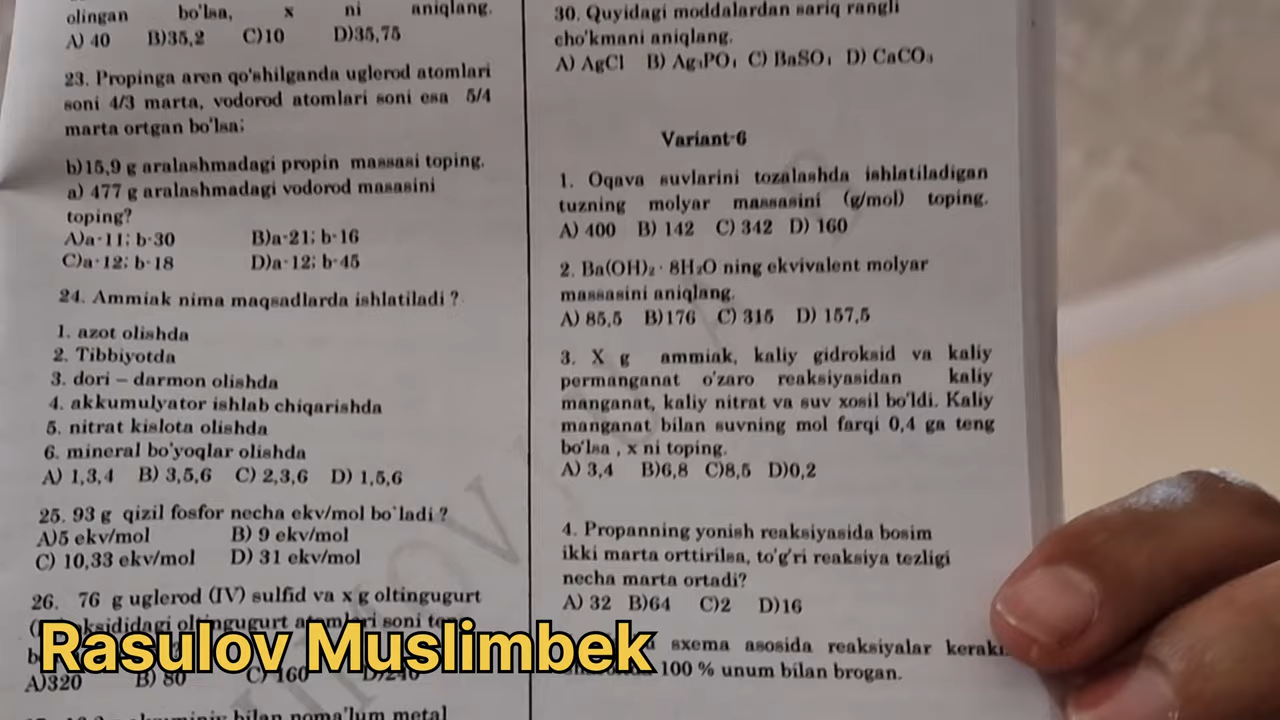 olingan bo'lsa, x ni aniqlang.
A) 40 B)35,2 C)10 D)35,75
23. Propinga aren qo'shilganda uglerod atomlari
soni 4/3 marta, vodorod atomlari soni esa 5/4
marta ortgan bo'lsa;
b)15,9 g aralashmadagi propin massasi toping.
a) 477 g aralashmadagi vodorod masasini
toping?
A)a-11; b-30 B)a-21; b-16
C)a-12; b-18 D)a-12; b-45
24. Ammiak nima maqsadlarda ishlatiladi ?
1. azot olishda
2. Tibbiyotda
3. dori – darmon olishda
4. akkumulyator ishlab chiqarishda
5. nitrat kislota olishda
6. mineral bo'yoqlar olishda
A) 1,3,4 B) 3,5,6 C) 2,3,6 D) 1,5,6
25. 93 g qizil fosfor necha ekv/mol bo`ladi ?
A)5 ekv/mol B) 9 ekv/mol
C) 10,33 ekv/mol D) 31 ekv/mol
26. 76 g uglerod (IV) sulfid va x g oltingugurt
oltingugurt atomlari soni
A)320 B) 80 C) 160 D)240
bilan noma'lum metal
30. Quyidagi moddalardan sariq rangli
cho'kmani aniqlang.
A) AgCl B) Ag₃PO₄ C) BaSO₄ D) CaCO₃
Variant-6
1. Oqava suvlarini tozalashda ishlatiladigan
tuzning molyar massasini (g/mol) toping.
A) 400 B) 142 C) 342 D) 160
2. Ba(OH)₂ · 8H₂O ning ekvivalent molyar
massasini aniqlang.
A) 85,5 B)176 C) 315 D) 157,5
3. X g ammiak, kaliy gidroksid va kaliy
permanganat o'zaro reaksiyasidan kaliy
manganat, kaliy nitrat va suv xosil bo'ldi. Kaliy
manganat bilan suvning mol farqi 0,4 ga teng
bo'lsa , x ni toping.
A) 3,4 B)6,8 C)8,5 D)0,2
4. Propanning yonish reaksiyasida bosim
ikki marta orttirilsa, to'g'ri reaksiya tezligi
necha marta ortadi?
A) 32 B)64 C)2 D)16
sxema asosida reaksiyalar
100 % unum bilan brogan.
Rasulov Muslimbek